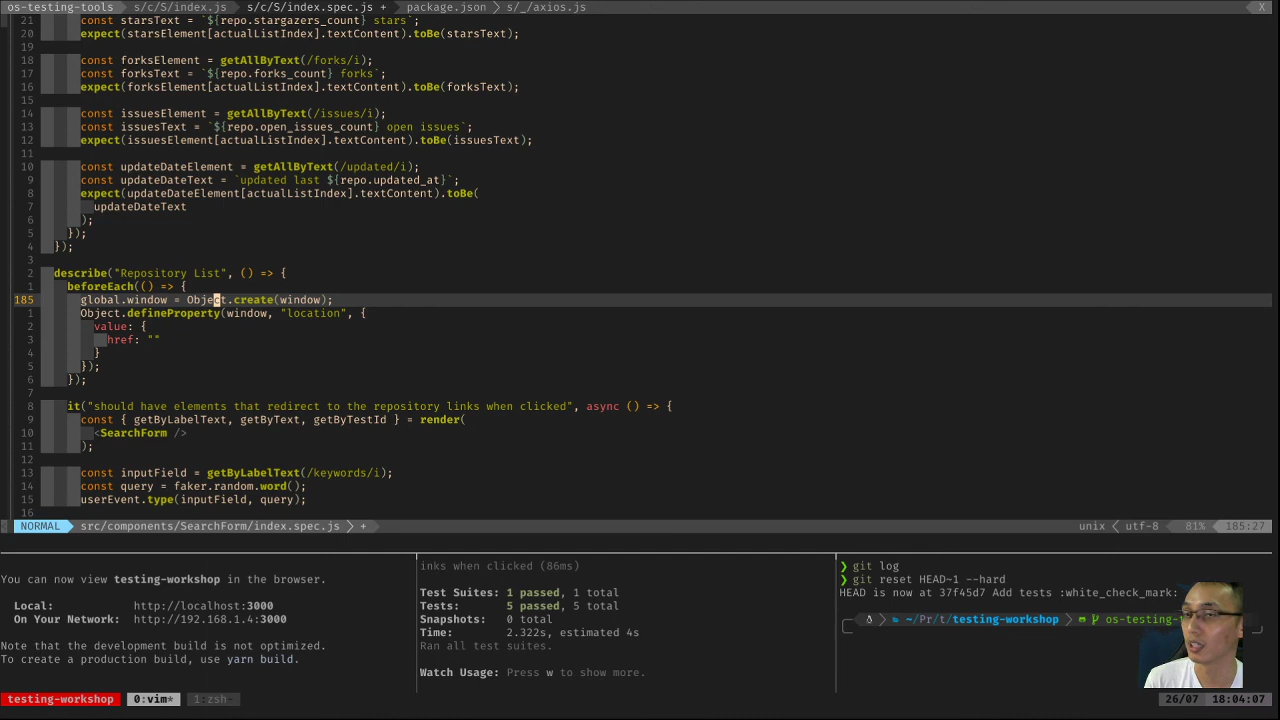 os-testing-tools  s/c/S/index.js  s/c/S/index.spec.js +  package.json  s/_/axios.js  X
21 const starsText = `${repo.stargazers_count} stars`;
20 expect(starsElement[actualListIndex].textContent).toBe(starsText);
19
18 const forksElement = getAllByText(/forks/i);
17 const forksText = `${repo.forks_count} forks`;
16 expect(forksElement[actualListIndex].textContent).toBe(forksText);
15
14 const issuesElement = getAllByText(/issues/i);
13 const issuesText = `${repo.open_issues_count} open issues`;
12 expect(issuesElement[actualListIndex].textContent).toBe(issuesText);
11
10 const updateDateElement = getAllByText(/updated/i);
9 const updateDateText = `updated last ${repo.updated_at}`;
8 expect(updateDateElement[actualListIndex].textContent).toBe(
7 updateDateText
6 );
5 });
4 });
3
2 describe("Repository List", () => {
1 beforeEach(() => {
185 global.window = Object.create(window);
1 Object.defineProperty(window, "location", {
2 value: {
3 href: ""
4 }
5 });
6 });
7
8 it("should have elements that redirect to the repository links when clicked", async () => {
9 const { getByLabelText, getByText, getByTestId } = render(
10 <SearchForm />
11 );
12
13 const inputField = getByLabelText(/keywords/i);
14 const query = faker.random.word();
15 userEvent.type(inputField, query);
16
NORMAL  src/components/SearchForm/index.spec.js  +  unix  utf-8  81%  185:27
You can now view testing-workshop in the browser.
Local: http://localhost:3000
On Your Network: http://192.168.1.4:3000
Note that the development build is not optimized.
To create a production build, use yarn build.
inks when clicked (86ms)
Test Suites: 1 passed, 1 total
Tests: 5 passed, 5 total
Snapshots: 0 total
Time: 2.322s, estimated 4s
Ran all test suites.
Watch Usage: Press w to show more.
❯ git log
❯ git reset HEAD~1 --hard
HEAD is now at 37f45d7 Add tests :white_check_mark:
~/Pr/t/testing-workshop  os-testing-
testing-workshop  0:vim*  1:zsh-  26/07  18:04:07